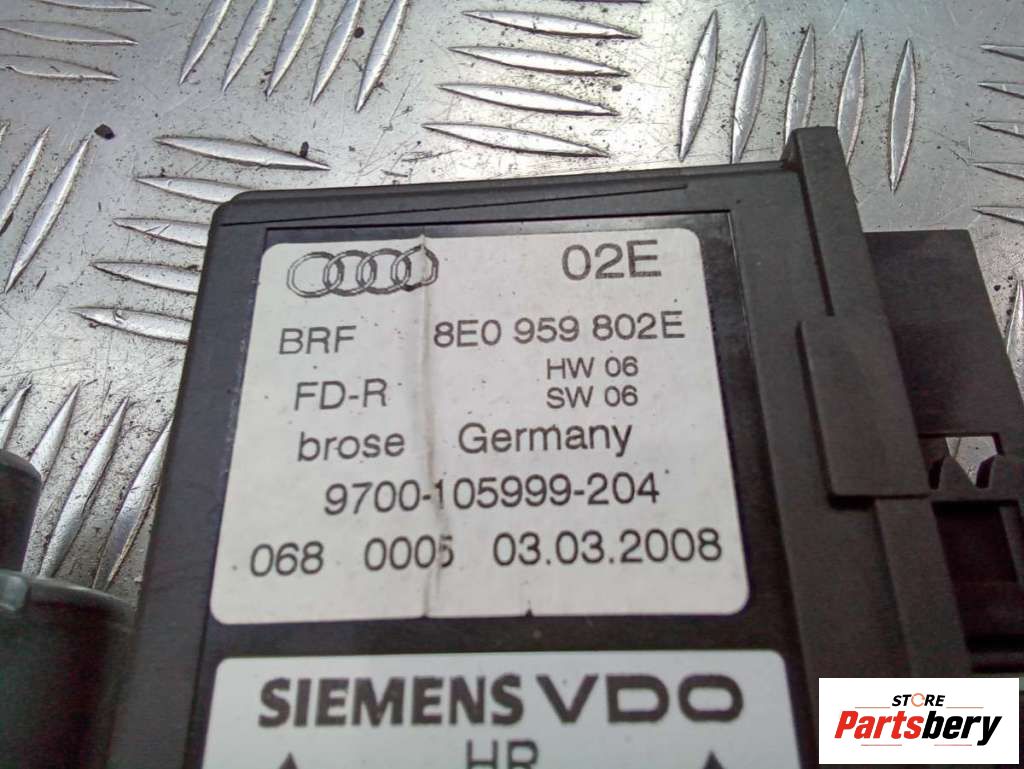 02E
BRF 8E0 959 802E
HW 06
FD-R SW 06
brose Germany
9700-105999-204
068 0005 03.03.2008
SIEMENS VDO
HR
STORE
Partsbery